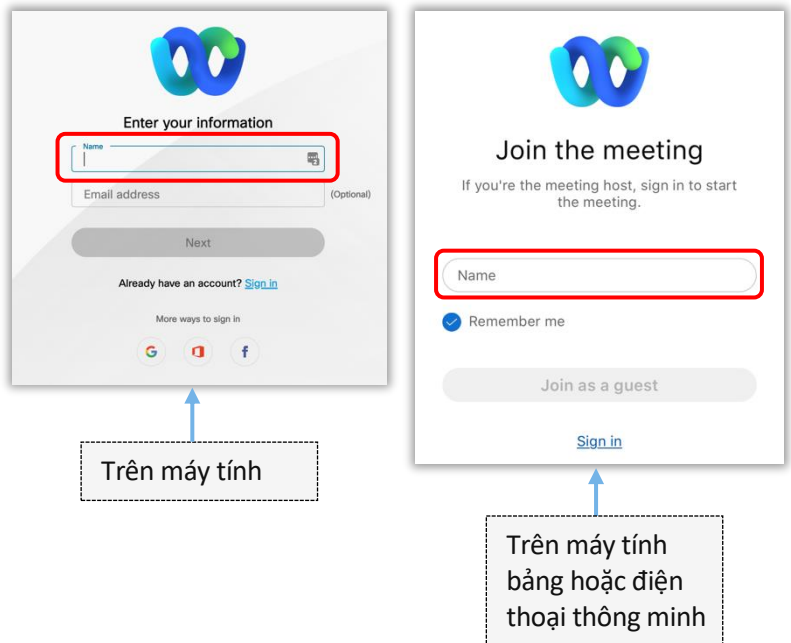 Enter your information
Name
Email address
(Optional)
Next
Already have an account? Sign in
More ways to sign in
G
f
Trên máy tính
Join the meeting
If you're the meeting host, sign in to start
the meeting.
Name
Remember me
Join as a guest
Sign in
Trên máy tính
bảng hoặc điện
thoại thông minh